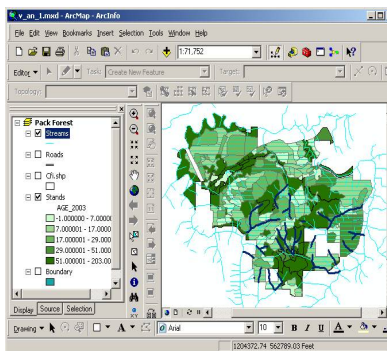 v_an_1.mxd - ArcMap - ArcInfo
File Edit View Bookmarks Insert Selection Tools Window Help
1:71,752
Editor Task: Create New Feature Target:
Topology:
Pack Forest
Streams
Roads
Cfi.shp
Stands
AGE_2003
-1.000000 - 7.0000
7.000001 - 17.0000
17.000001 - 29.000
29.000001 - 51.000
51.000001 - 203.00
Boundary
Display Source Selection
Drawing A Arial 10 B I U A
1204372.74 562789.03 Feet